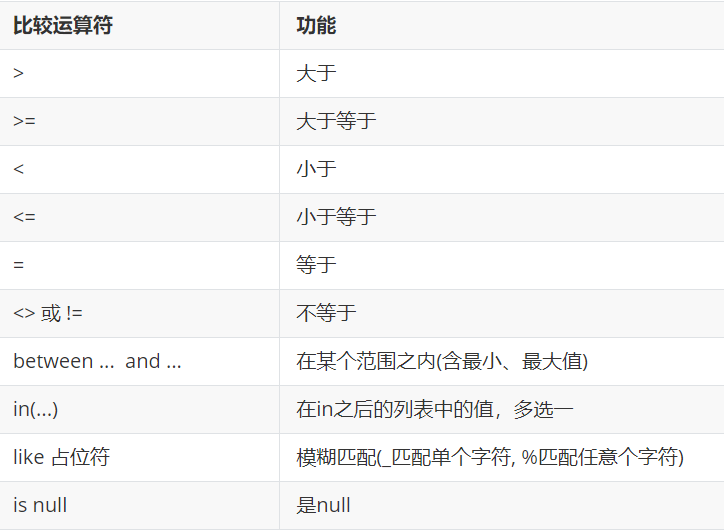 比较运算符 功能
> 大于
>= 大于等于
< 小于
<= 小于等于
= 等于
<> 或 != 不等于
between ... and ... 在某个范围之内(含最小、最大值)
in(...) 在in之后的列表中的值，多选一
like 占位符 模糊匹配(_匹配单个字符, %匹配任意个字符)
is null 是null